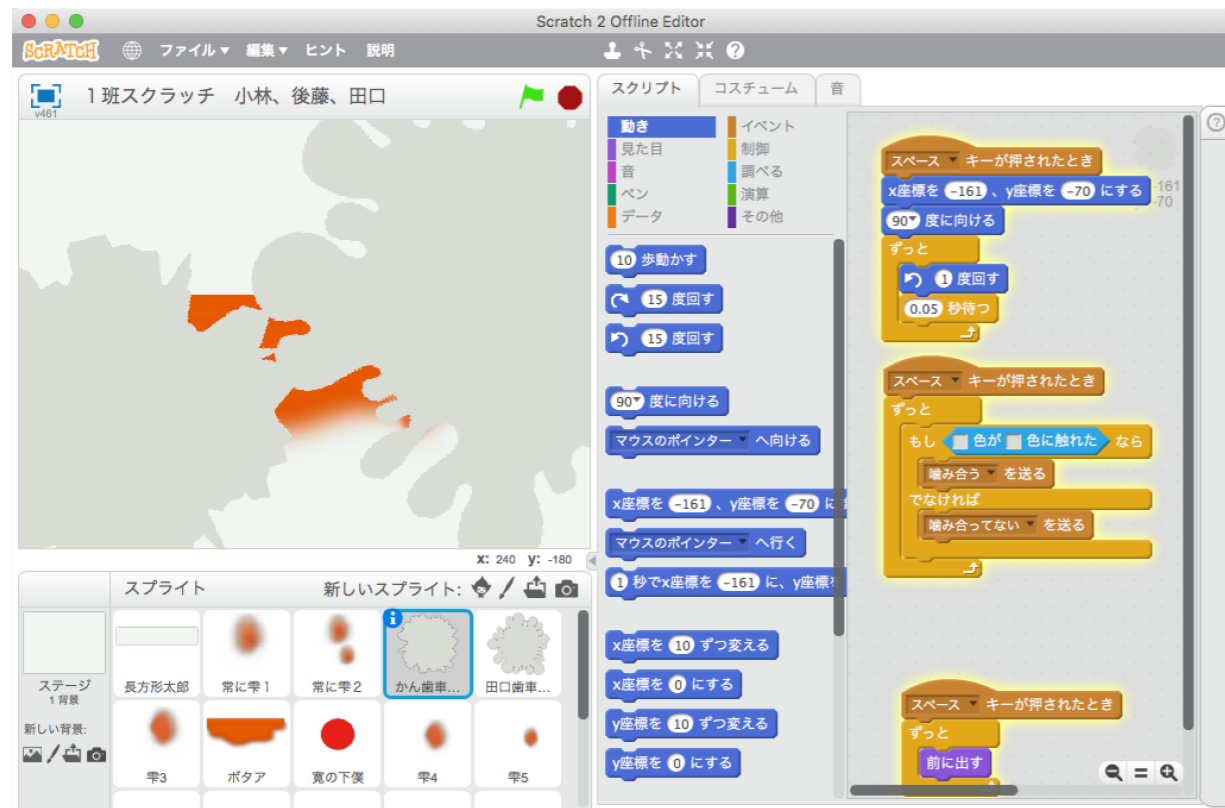 Scratch 2 Offline Editor
SCRATCH ファイル▼ 編集▼ ヒント 説明
v461
1班スクラッチ 小林、後藤、田口
x: 240 y: -180
スプライト 新しいスプライト:
ステージ
1 背景
新しい背景:
長方形太郎 常に雫1 常に雫2 かん歯車... 田口歯車...
雫3 ボタア 寛の下僕 雫4 雫5
スクリプト コスチューム 音
動き イベント
見た目 制御
音 調べる
ペン 演算
データ その他
10 歩動かす
15 度回す
15 度回す
90▼ 度に向ける
マウスのポインター▼ へ向ける
x座標を -161 、y座標を -70 に
マウスのポインター▼ へ行く
1 秒でx座標を -161 に、y座標を
x座標を 10 ずつ変える
x座標を 0 にする
y座標を 10 ずつ変える
y座標を 0 にする
スペース▼ キーが押されたとき
x座標を -161 、y座標を -70 にする
90▼ 度に向ける
ずっと
1 度回す
0.05 秒待つ
-161
-70
スペース▼ キーが押されたとき
ずっと
もし 色が 色に触れた なら
噛み合う▼ を送る
でなければ
噛み合ってない▼ を送る
スペース▼ キーが押されたとき
ずっと
前に出す